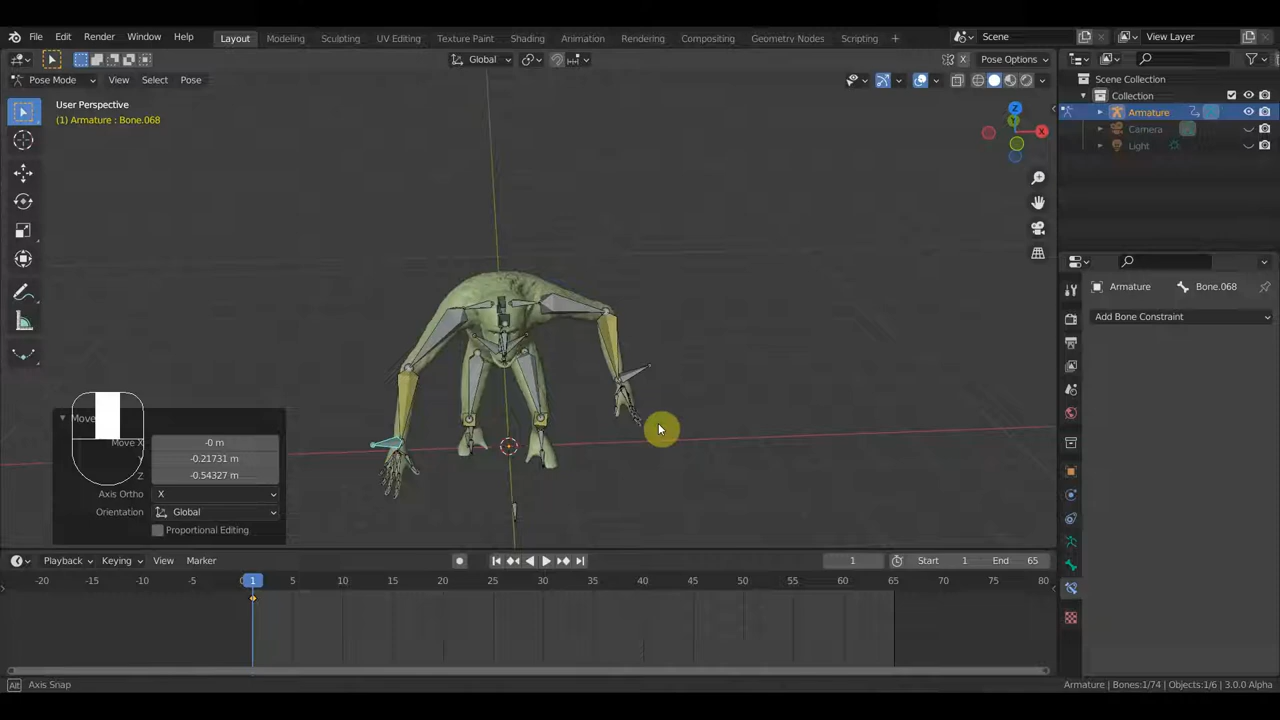 File Edit Render Window Help Layout Modeling Sculpting UV Editing Texture Paint Shading Animation Rendering Compositing Geometry Nodes Scripting + Scene View Layer
Global Pose Options
Pose Mode View Select Pose
Scene Collection
Collection
Armature
Camera
Light
User Perspective
(1) Armature : Bone.068
Z
Y
X
Armature Bone.068
Add Bone Constraint
Move
Move X -0 m
Y -0.21731 m
Z -0.54327 m
Axis Ortho X
Orientation Global
Proportional Editing
Playback Keying View Marker 1 Start 1 End 65
-20 -10 0 1 5 10 15 20 25 30 35 40 45 50 55 60 65 70 75 80
Alt Axis Snap Armature | Bones:1/74 | Objects:1/6 | 3.0.0 Alpha